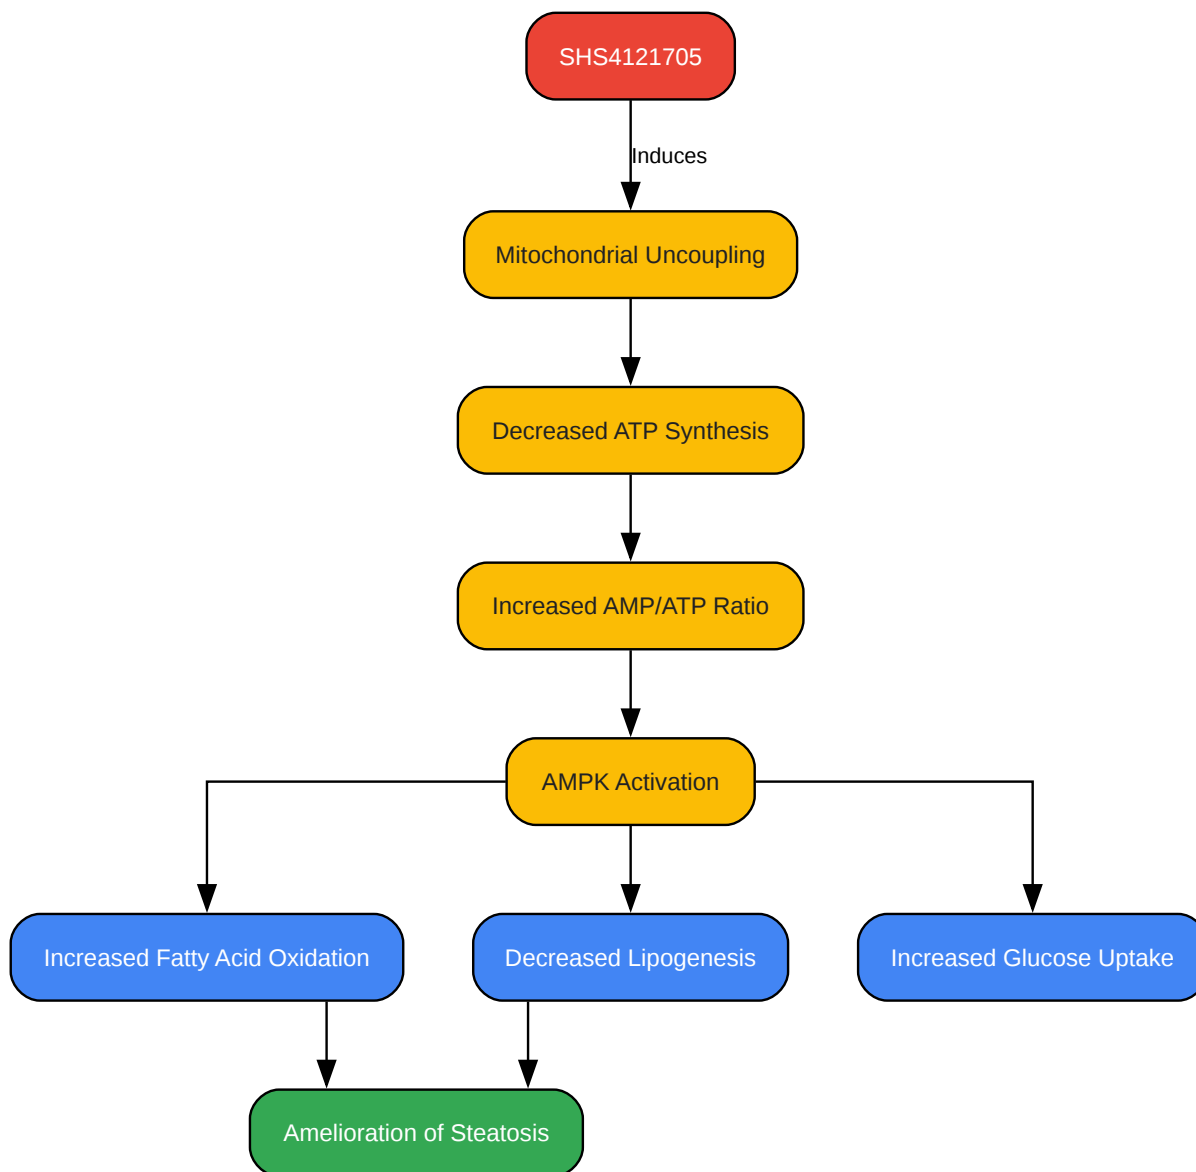 SHS4121705
Induces
Mitochondrial Uncoupling
Decreased ATP Synthesis
Increased AMP/ATP Ratio
AMPK Activation
Increased Fatty Acid Oxidation
Decreased Lipogenesis
Increased Glucose Uptake
Amelioration of Steatosis